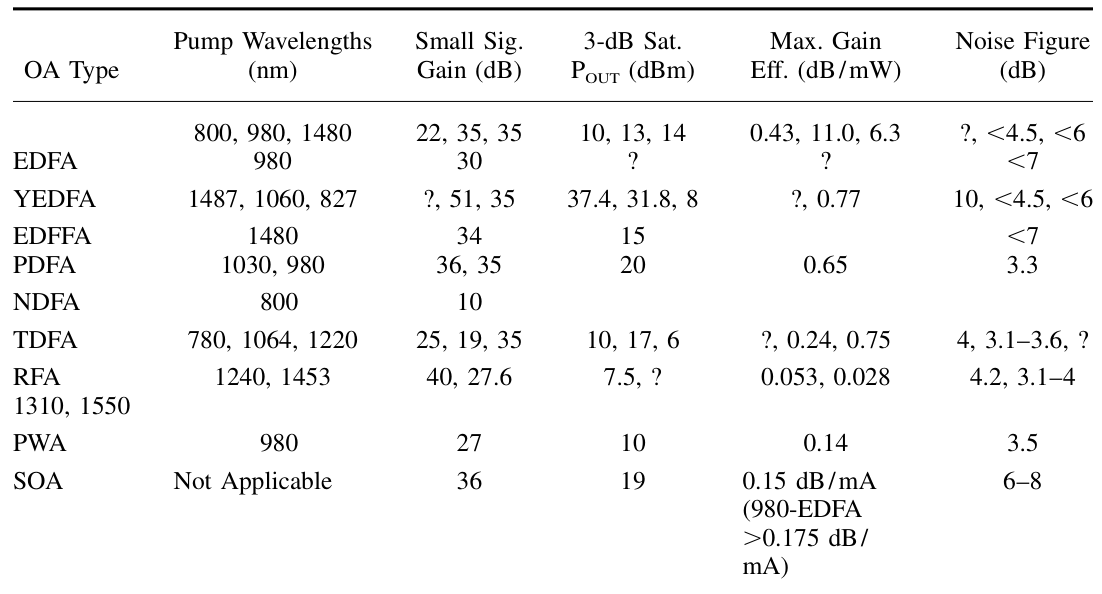 Pump Wavelengths Small Sig. 3-dB Sat. Max. Gain Noise Figure
OA Type (nm) Gain (dB) POUT (dBm) Eff. (dB/mW) (dB)
800, 980, 1480 22, 35, 35 10, 13, 14 0.43, 11.0, 6.3 ?, <4.5, <6
EDFA 980 30 ? ? <7
YEDFA 1487, 1060, 827 ?, 51, 35 37.4, 31.8, 8 ?, 0.77 10, <4.5, <6
EDFFA 1480 34 15 <7
PDFA 1030, 980 36, 35 20 0.65 3.3
NDFA 800 10
TDFA 780, 1064, 1220 25, 19, 35 10, 17, 6 ?, 0.24, 0.75 4, 3.1–3.6, ?
RFA 1240, 1453 40, 27.6 7.5, ? 0.053, 0.028 4.2, 3.1–4
1310, 1550
PWA 980 27 10 0.14 3.5
SOA Not Applicable 36 19 0.15 dB/mA 6–8
(980-EDFA
>0.175 dB/
mA)